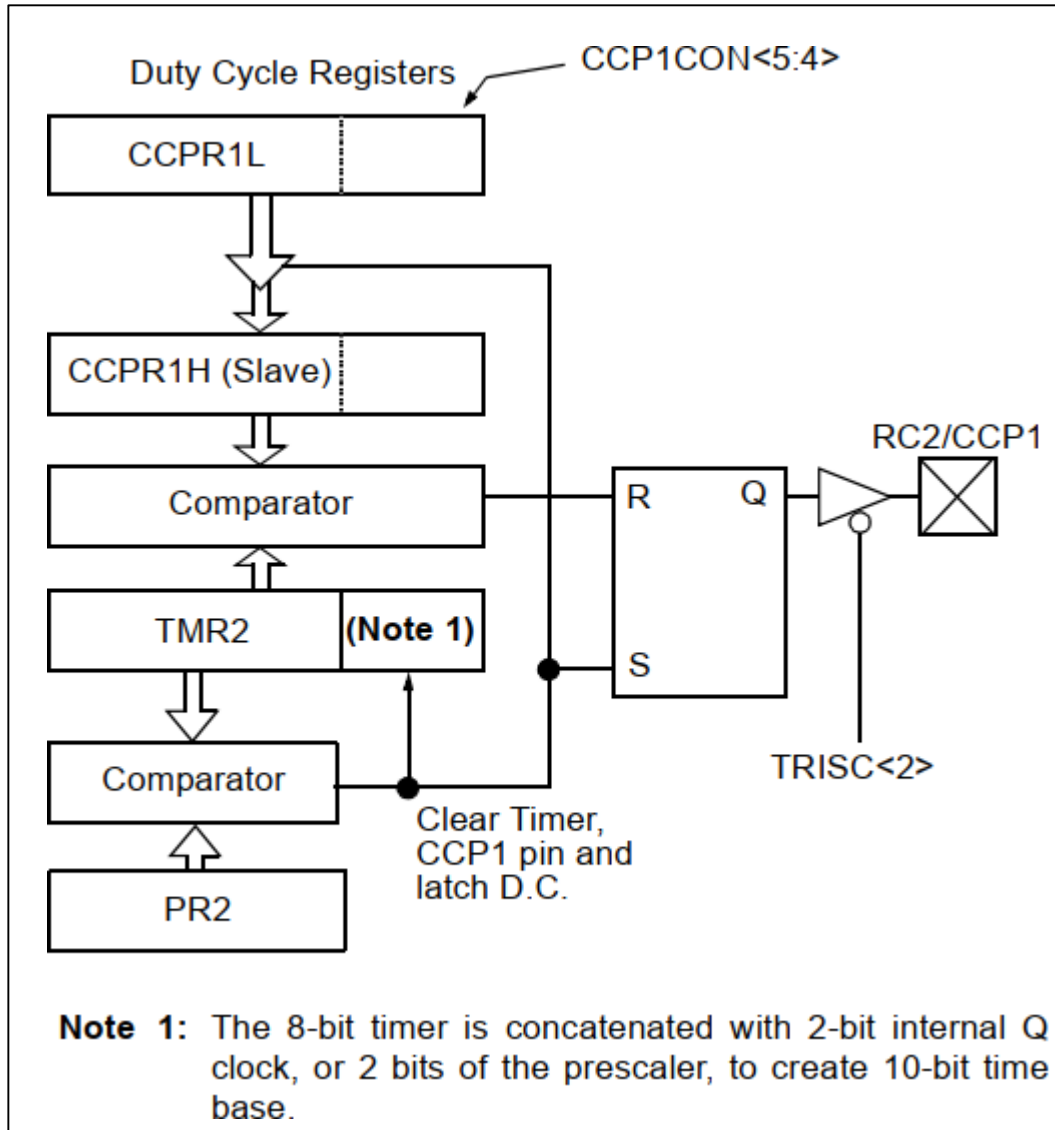 Duty Cycle Registers
CCP1CON<5:4>
CCPR1L
CCPR1H (Slave)
Comparator
TMR2
(Note 1)
Comparator
PR2
Clear Timer,
CCP1 pin and
latch D.C.
R
Q
S
RC2/CCP1
TRISC<2>
Note 1: The 8-bit timer is concatenated with 2-bit internal Q
clock, or 2 bits of the prescaler, to create 10-bit time
base.